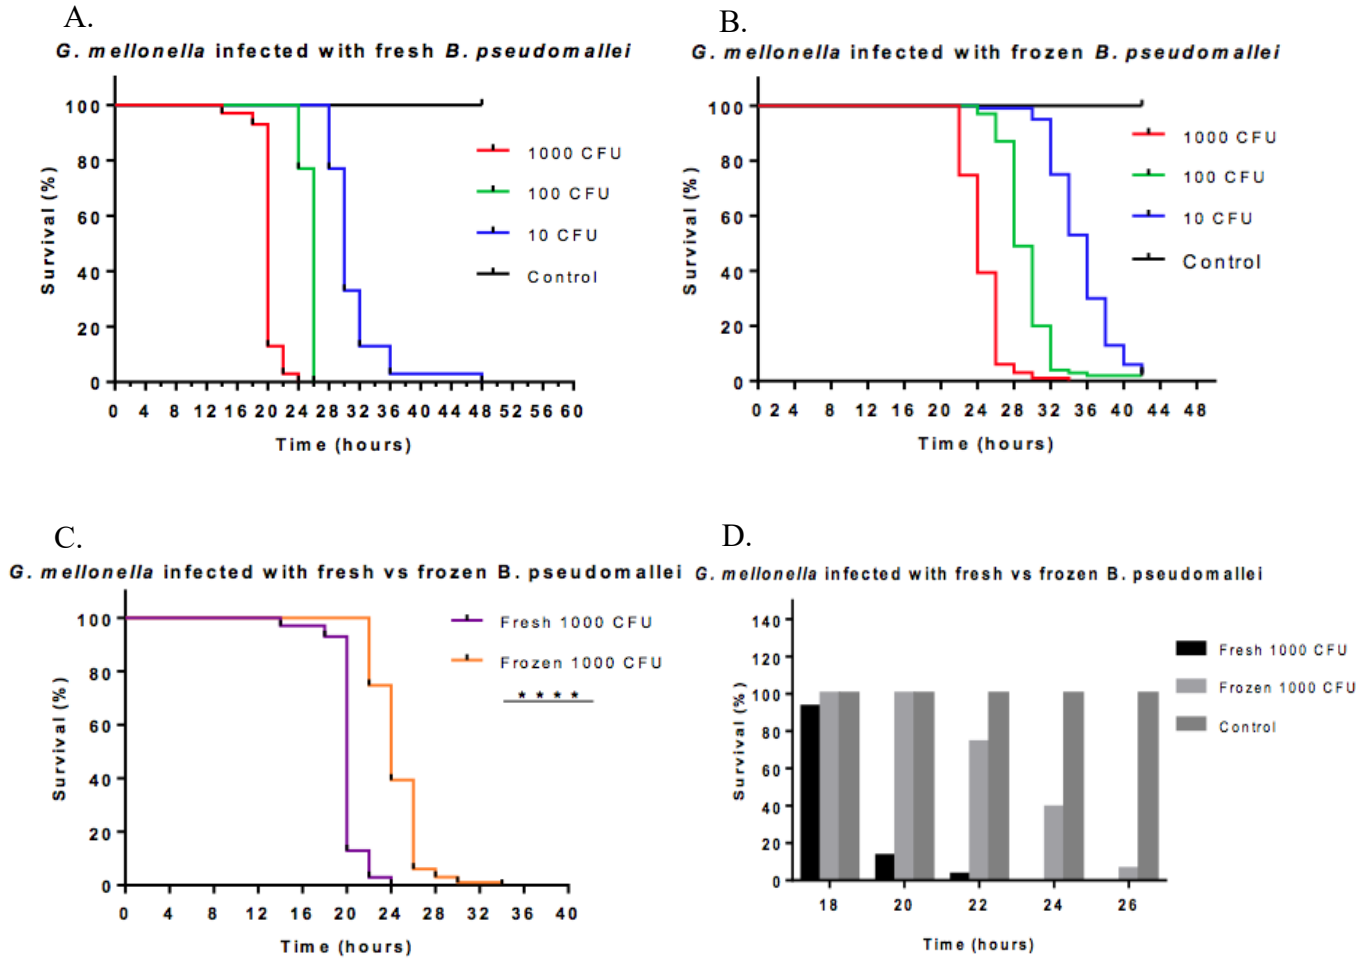 A.
G. mellonella infected with fresh B. pseudomallei
100
80
60
40
20
0
Survival (%)
1000 CFU
100 CFU
10 CFU
Control
0 4 8 12 16 20 24 28 32 36 40 44 48 52 56 60
Time (hours)
B.
G. mellonella infected with frozen B. pseudomallei
100
80
60
40
20
0
Survival (%)
1000 CFU
100 CFU
10 CFU
Control
0 2 4 8 12 16 20 24 28 32 36 40 44 48
Time (hours)
C.
G. mellonella infected with fresh vs frozen B. pseudomallei
100
80
60
40
20
0
Survival (%)
Fresh 1000 CFU
Frozen 1000 CFU
* * * *
0 4 8 12 16 20 24 28 32 36 40
Time (hours)
D.
G. mellonella infected with fresh vs frozen B. pseudomallei
140
120
100
80
60
40
20
0
Survival (%)
Fresh 1000 CFU
Frozen 1000 CFU
Control
18 20 22 24 26
Time (hours)